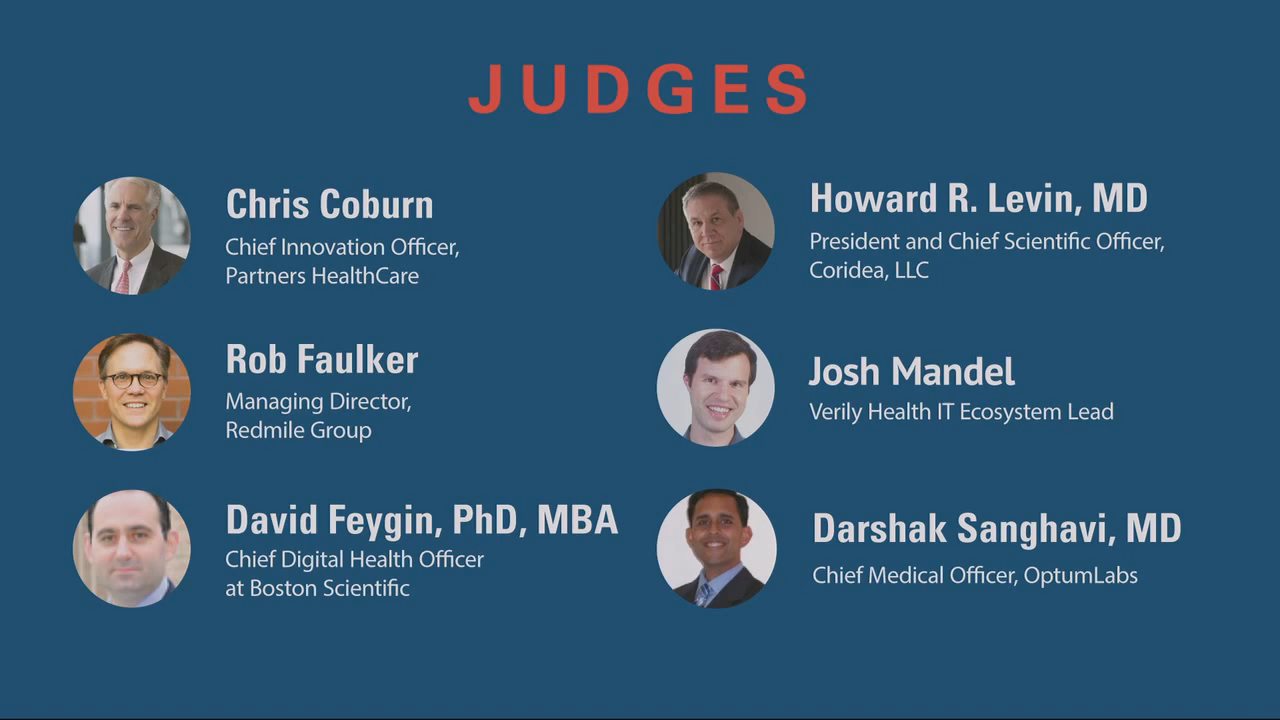 JUDGES
Chris Coburn
Chief Innovation Officer,
Partners HealthCare
Rob Faulker
Managing Director,
Redmile Group
David Feygin, PhD, MBA
Chief Digital Health Officer
at Boston Scientific
Howard R. Levin, MD
President and Chief Scientific Officer,
Coridea, LLC
Josh Mandel
Verily Health IT Ecosystem Lead
Darshak Sanghavi, MD
Chief Medical Officer, OptumLabs